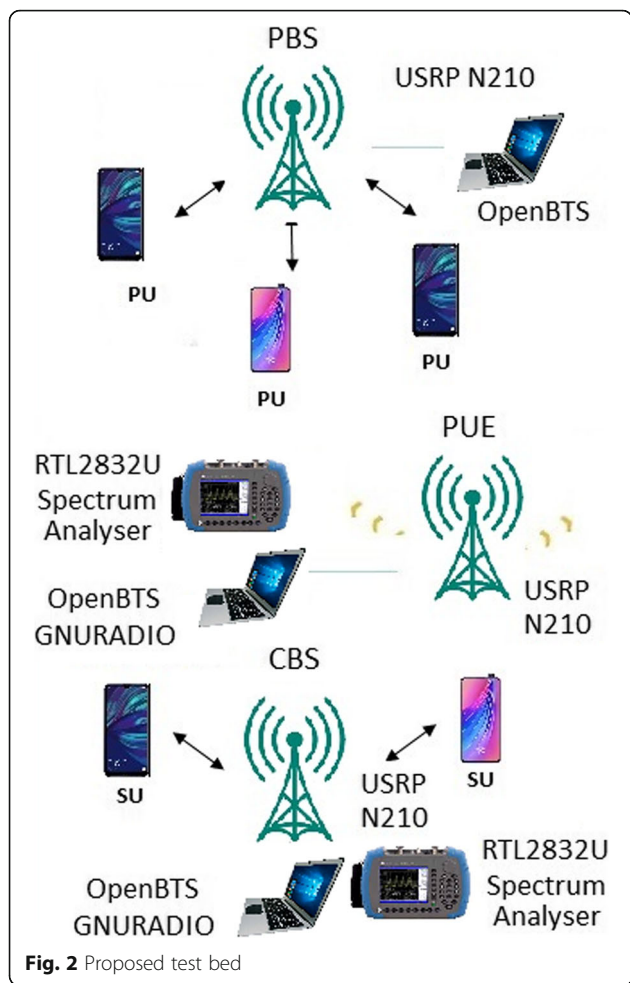 PBS
USRP N210
OpenBTS
PU
PU
PU
PUE
RTL2832U
Spectrum
Analyser
OpenBTS
GNURADIO
USRP
N210
CBS
SU
SU
USRP
N210
RTL2832U
Spectrum
Analyser
OpenBTS
GNURADIO
Fig. 2 Proposed test bed